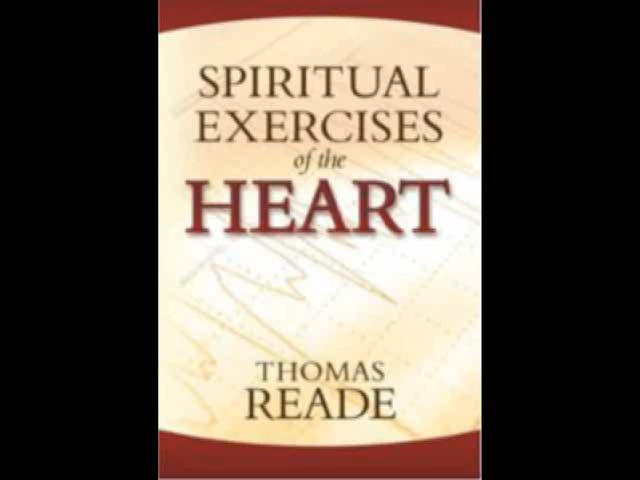 SPIRITUAL
EXERCISES
of the
HEART
THOMAS
READE